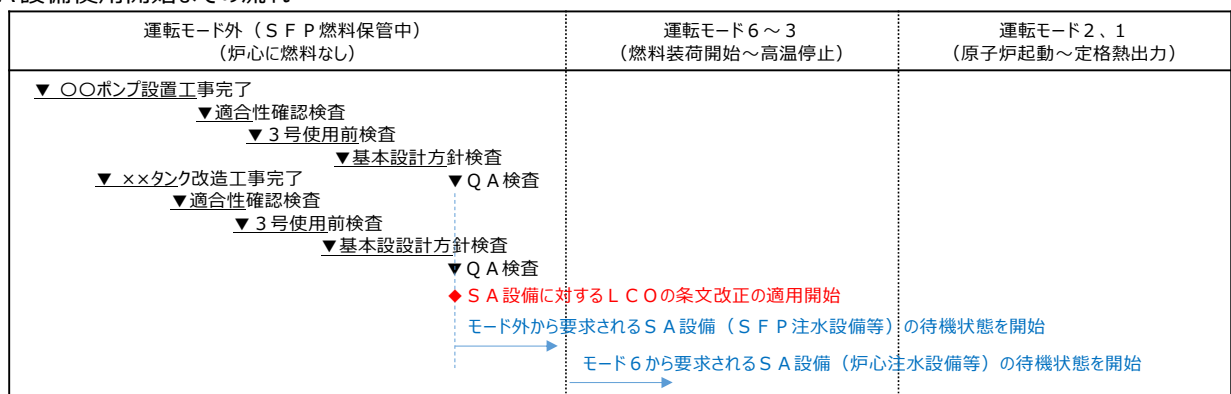 運転モード外（ＳＦＰ燃料保管中）
（炉心に燃料なし）
運転モード６～３
（燃料装荷開始～高温停止）
運転モード２、１
（原子炉起動～定格熱出力）
▼ 〇〇ポンプ設置工事完了
▼適合性確認検査
▼３号使用前検査
▼基本設計方針検査
▼ ××タンク改造工事完了
▼ＱＡ検査
▼適合性確認検査
▼３号使用前検査
▼基本設設計方針検査
▼ＱＡ検査
◆ＳＡ設備に対するＬＣＯの条文改正の適用開始
モード外から要求されるＳＡ設備（ＳＦＰ注水設備等）の待機状態を開始
モード６から要求されるＳＡ設備（炉心注水設備等）の待機状態を開始